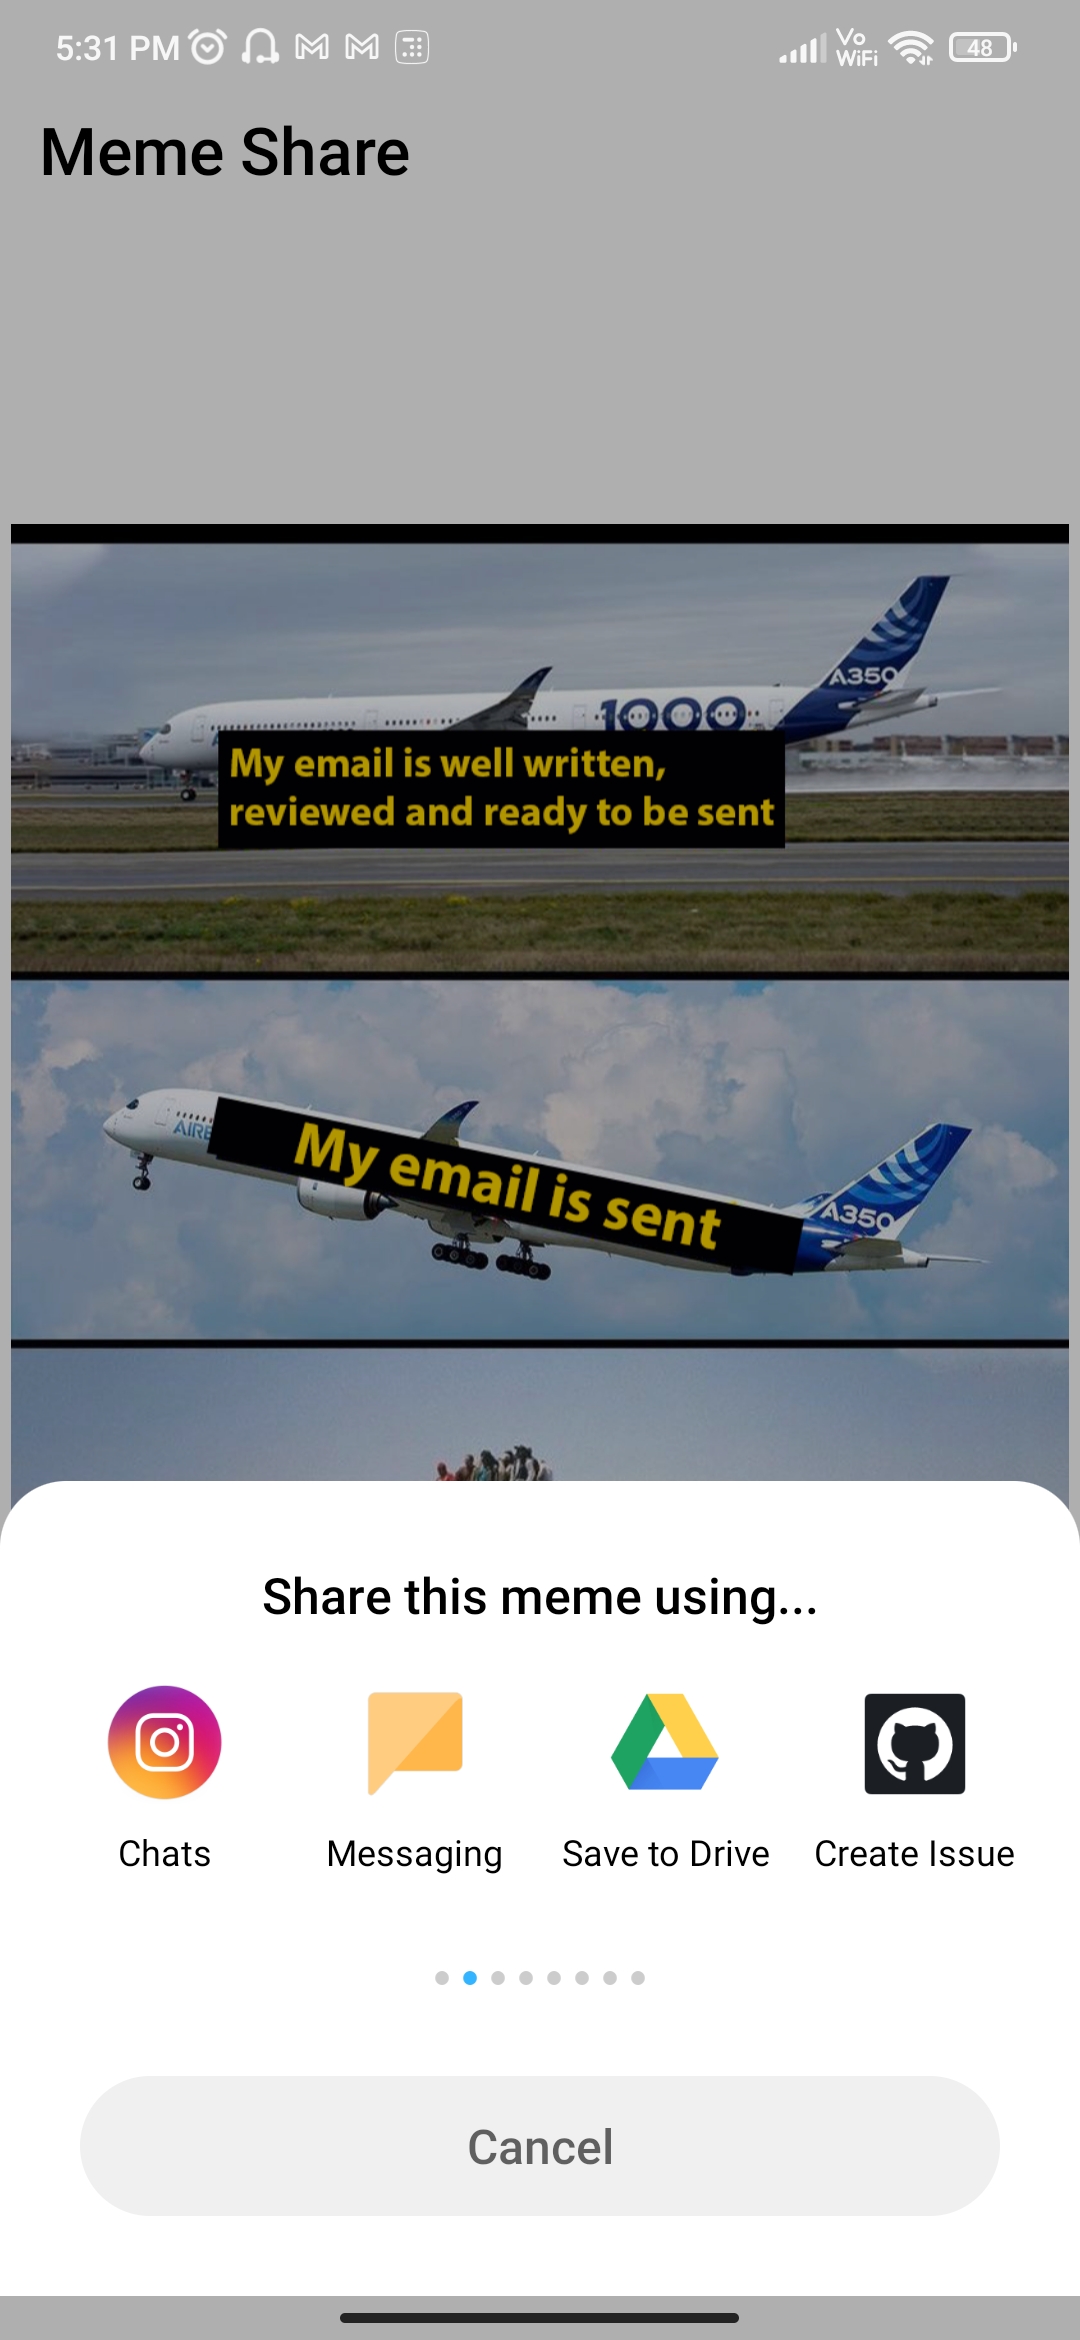 5:31 PM
Vo
WiFi
48
Meme Share
A350
1000
My email is well written,
reviewed and ready to be sent
AIRB
My email is sent
A350
Share this meme using...
Chats
Messaging
Save to Drive
Create Issue
Cancel